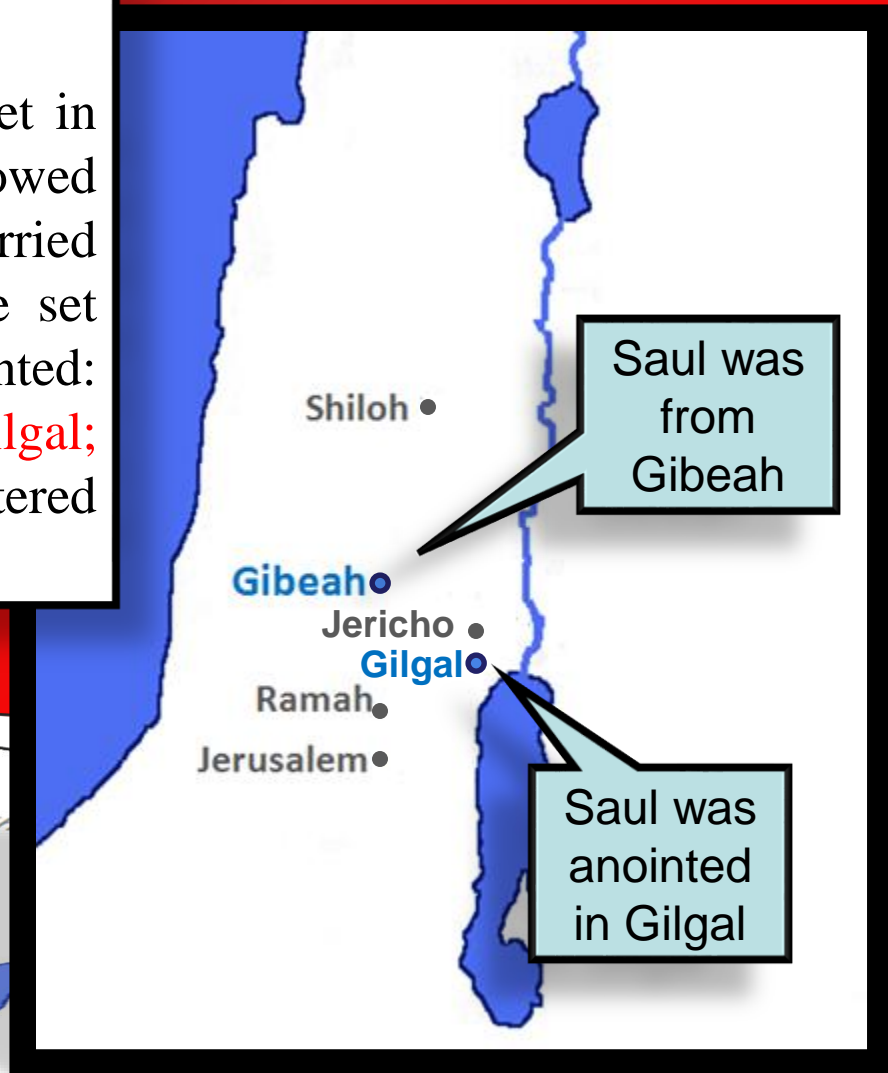 et in
owed
rried
e set
nted:
lgal;
tered
Saul was
from
Gibeah
Shiloh
Gibeah
Jericho
Gilgal
Ramah
Jerusalem
Saul was
anointed
in Gilgal